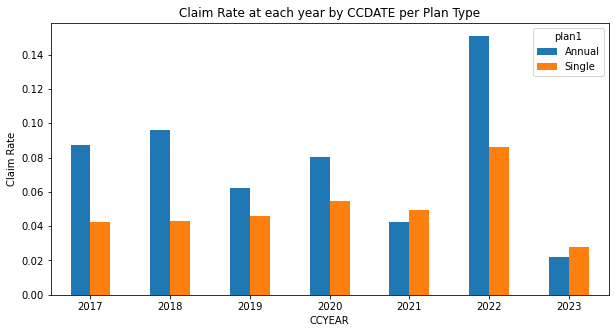 Claim Rate at each year by CCDATE per Plan Type
plan1
Annual
Single
Claim Rate
0.14
0.12
0.10
0.08
0.06
0.04
0.02
0.00
2017 2018 2019 2020 2021 2022 2023
CCYEAR